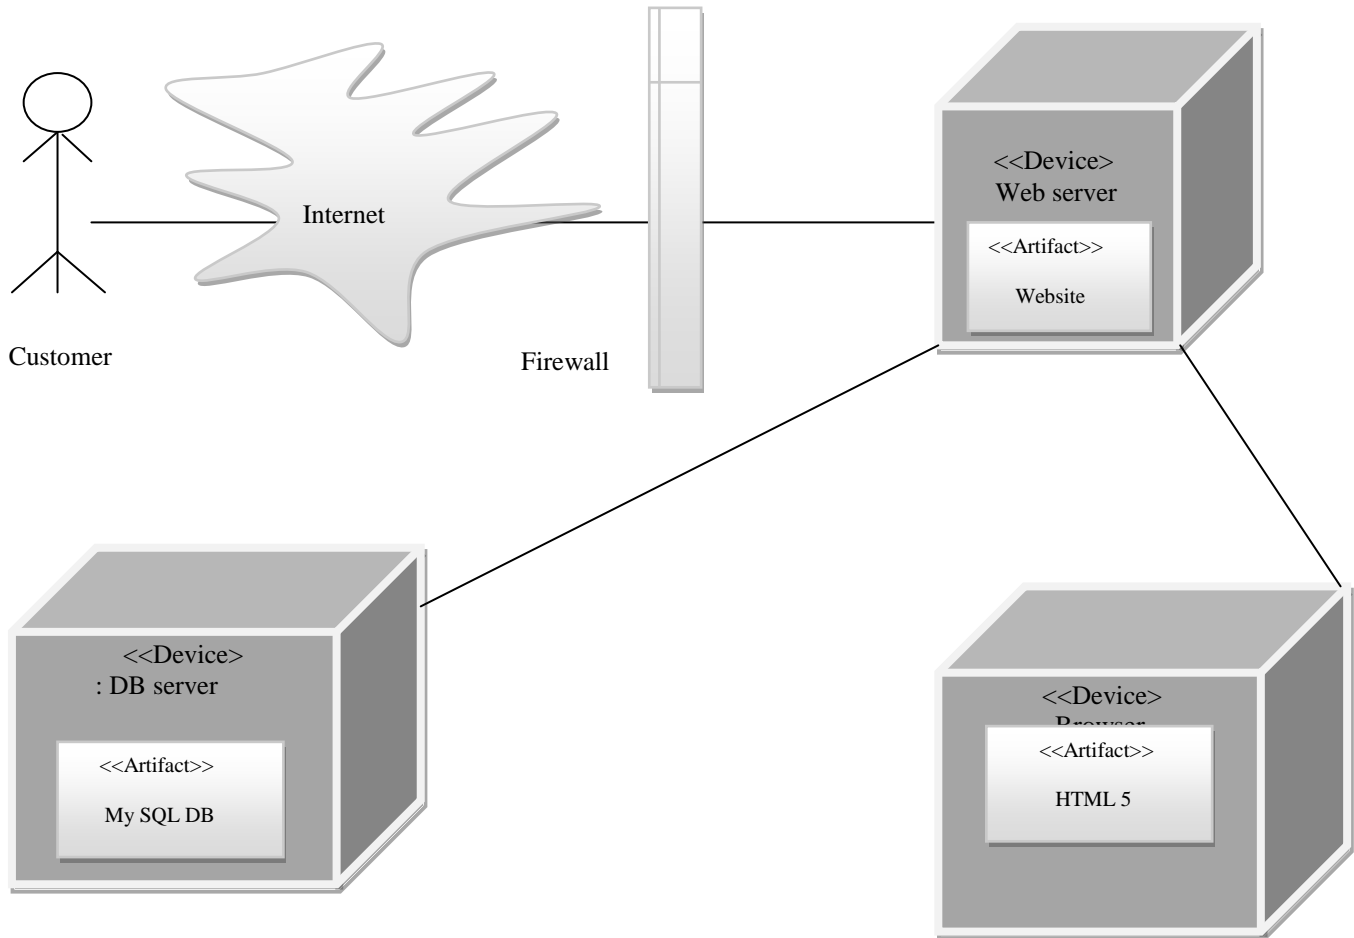 <<Device>
Web server
<<Artifact>>
Website
Internet
Customer
Firewall
<<Device>
: DB server
<<Artifact>>
My SQL DB
<<Device>
Browser
<<Artifact>>
HTML 5